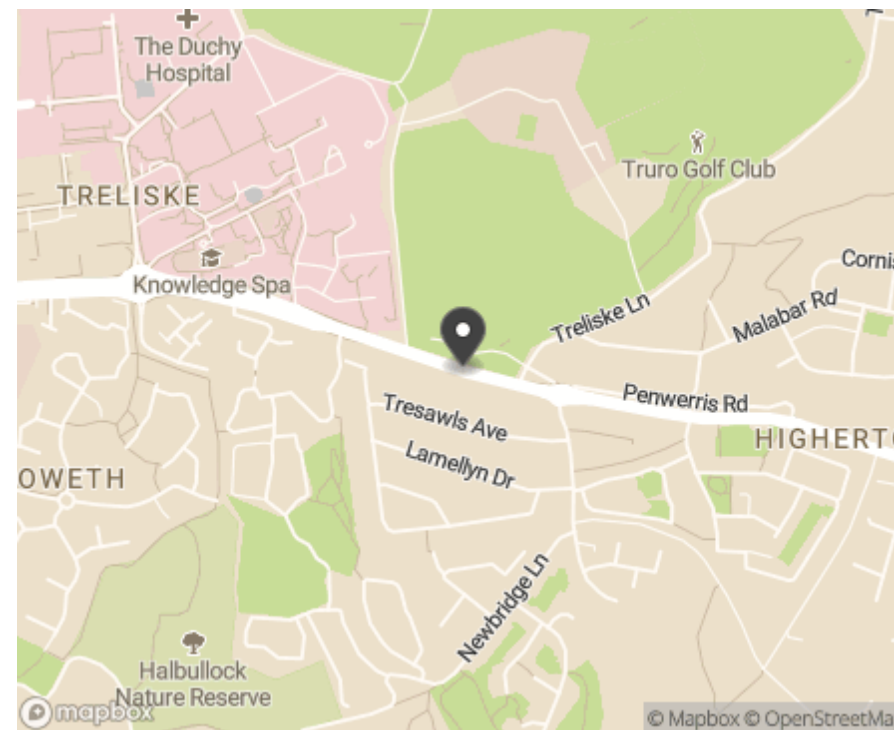 The Duchy
Hospital
TRELISKE
Truro Golf Club
Knowledge Spa
Cornis
Treliske Ln
Malabar Rd
Penwerris Rd
Tresawls Ave
HIGHERTO
Lamellyn Dr
OWETH
Newbridge Ln
Halbullock
Nature Reserve
mapbox
© Mapbox © OpenStreetMa